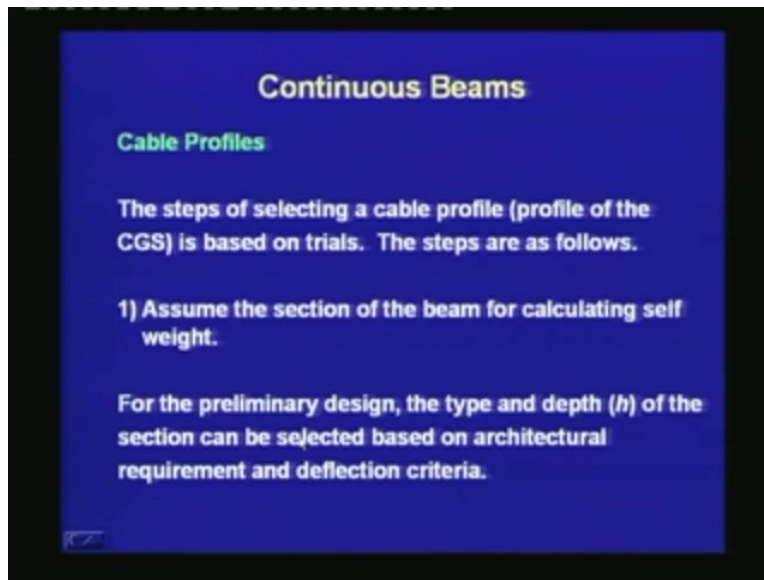 Continuous Beams
Cable Profiles
The steps of selecting a cable profile (profile of the
CGS) is based on trials. The steps are as follows.
1) Assume the section of the beam for calculating self
weight.
For the preliminary design, the type and depth (h) of the
section can be selected based on architectural
requirement and deflection criteria.